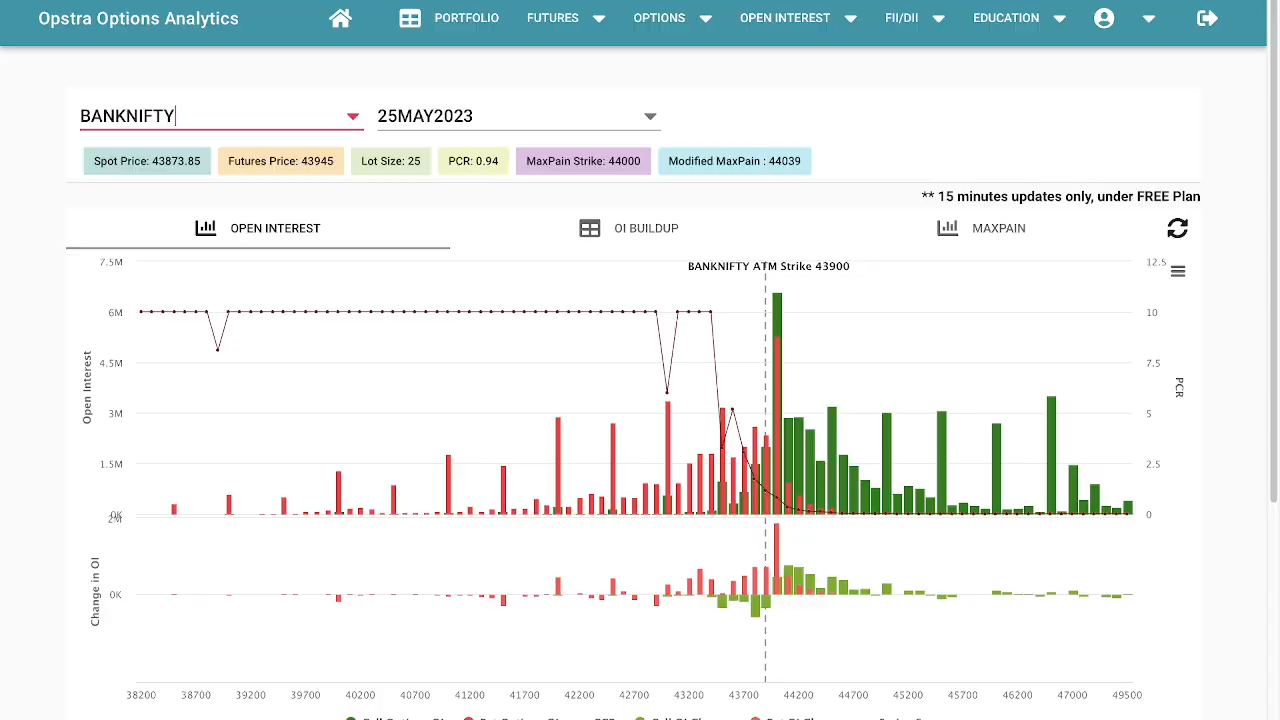 Opstra Options Analytics
PORTFOLIO
FUTURES
OPTIONS
OPEN INTEREST
FII/DII
EDUCATION
BANKNIFTY
25MAY2023
Spot Price: 43873.85
Futures Price: 43945
Lot Size: 25
PCR: 0.94
MaxPain Strike: 44000
Modified MaxPain : 44039
** 15 minutes updates only, under FREE Plan
OPEN INTEREST
OI BUILDUP
MAXPAIN
BANKNIFTY ATM Strike 43900
7.5M
6M
4.5M
3M
1.5M
0K
2M
0K
Open Interest
Change in OI
12.5
10
7.5
5
2.5
0
PCR
38200 38700 39200 39700 40200 40700 41200 41700 42200 42700 43200 43700 44200 44700 45200 45700 46200 47000 49500